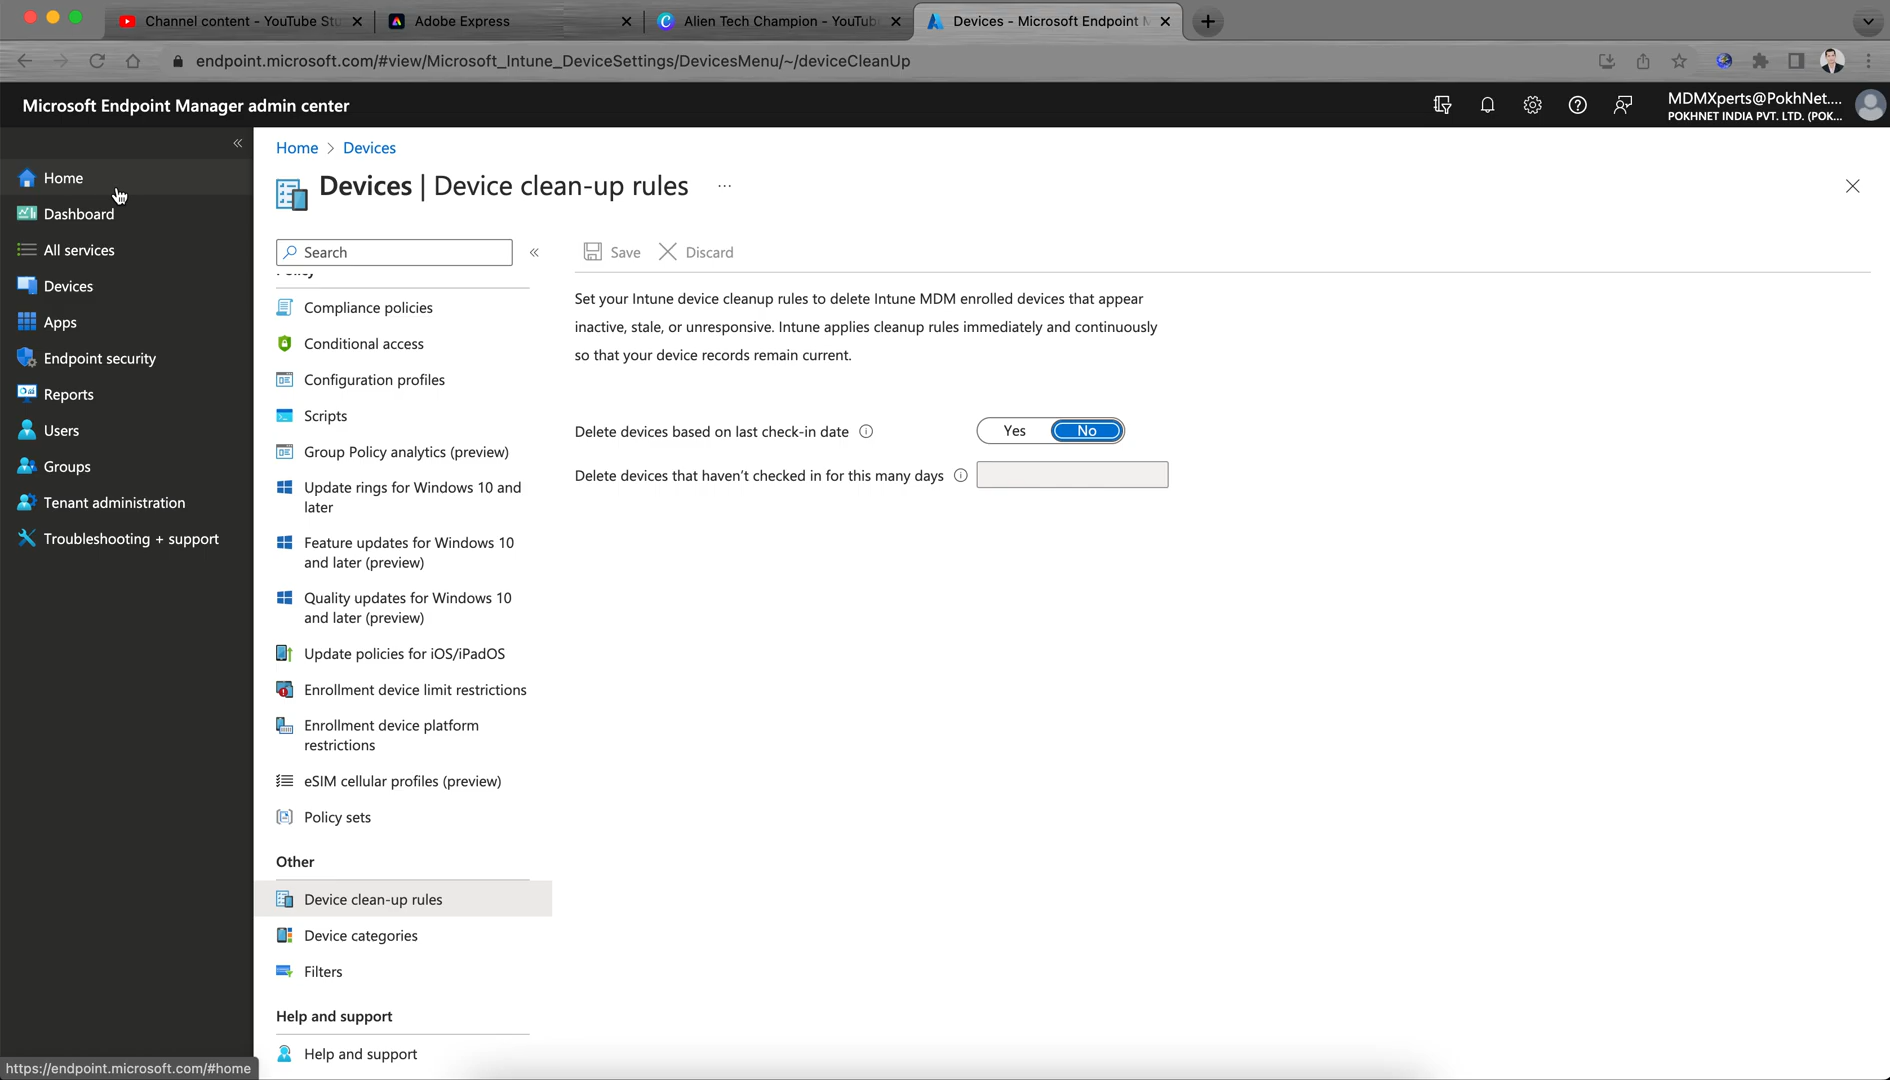 Channel content - YouTube Stu
Adobe Express
Alien Tech Champion - YouTub
Devices - Microsoft Endpoint M
endpoint.microsoft.com/#view/Microsoft_Intune_DeviceSettings/DevicesMenu/~/deviceCleanUp
Microsoft Endpoint Manager admin center
MDMXperts@PokhNet....
POKHNET INDIA PVT. LTD. (POK...
Home
Dashboard
All services
Devices
Apps
Endpoint security
Reports
Users
Groups
Tenant administration
Troubleshooting + support
https://endpoint.microsoft.com/#home
Home > Devices
Devices | Device clean-up rules ...
Search
Policy
Compliance policies
Conditional access
Configuration profiles
Scripts
Group Policy analytics (preview)
Update rings for Windows 10 and
later
Feature updates for Windows 10
and later (preview)
Quality updates for Windows 10
and later (preview)
Update policies for iOS/iPadOS
Enrollment device limit restrictions
Enrollment device platform
restrictions
eSIM cellular profiles (preview)
Policy sets
Other
Device clean-up rules
Device categories
Filters
Help and support
Help and support
Save Discard
Set your Intune device cleanup rules to delete Intune MDM enrolled devices that appear
inactive, stale, or unresponsive. Intune applies cleanup rules immediately and continuously
so that your device records remain current.
Delete devices based on last check-in date Yes No
Delete devices that haven't checked in for this many days